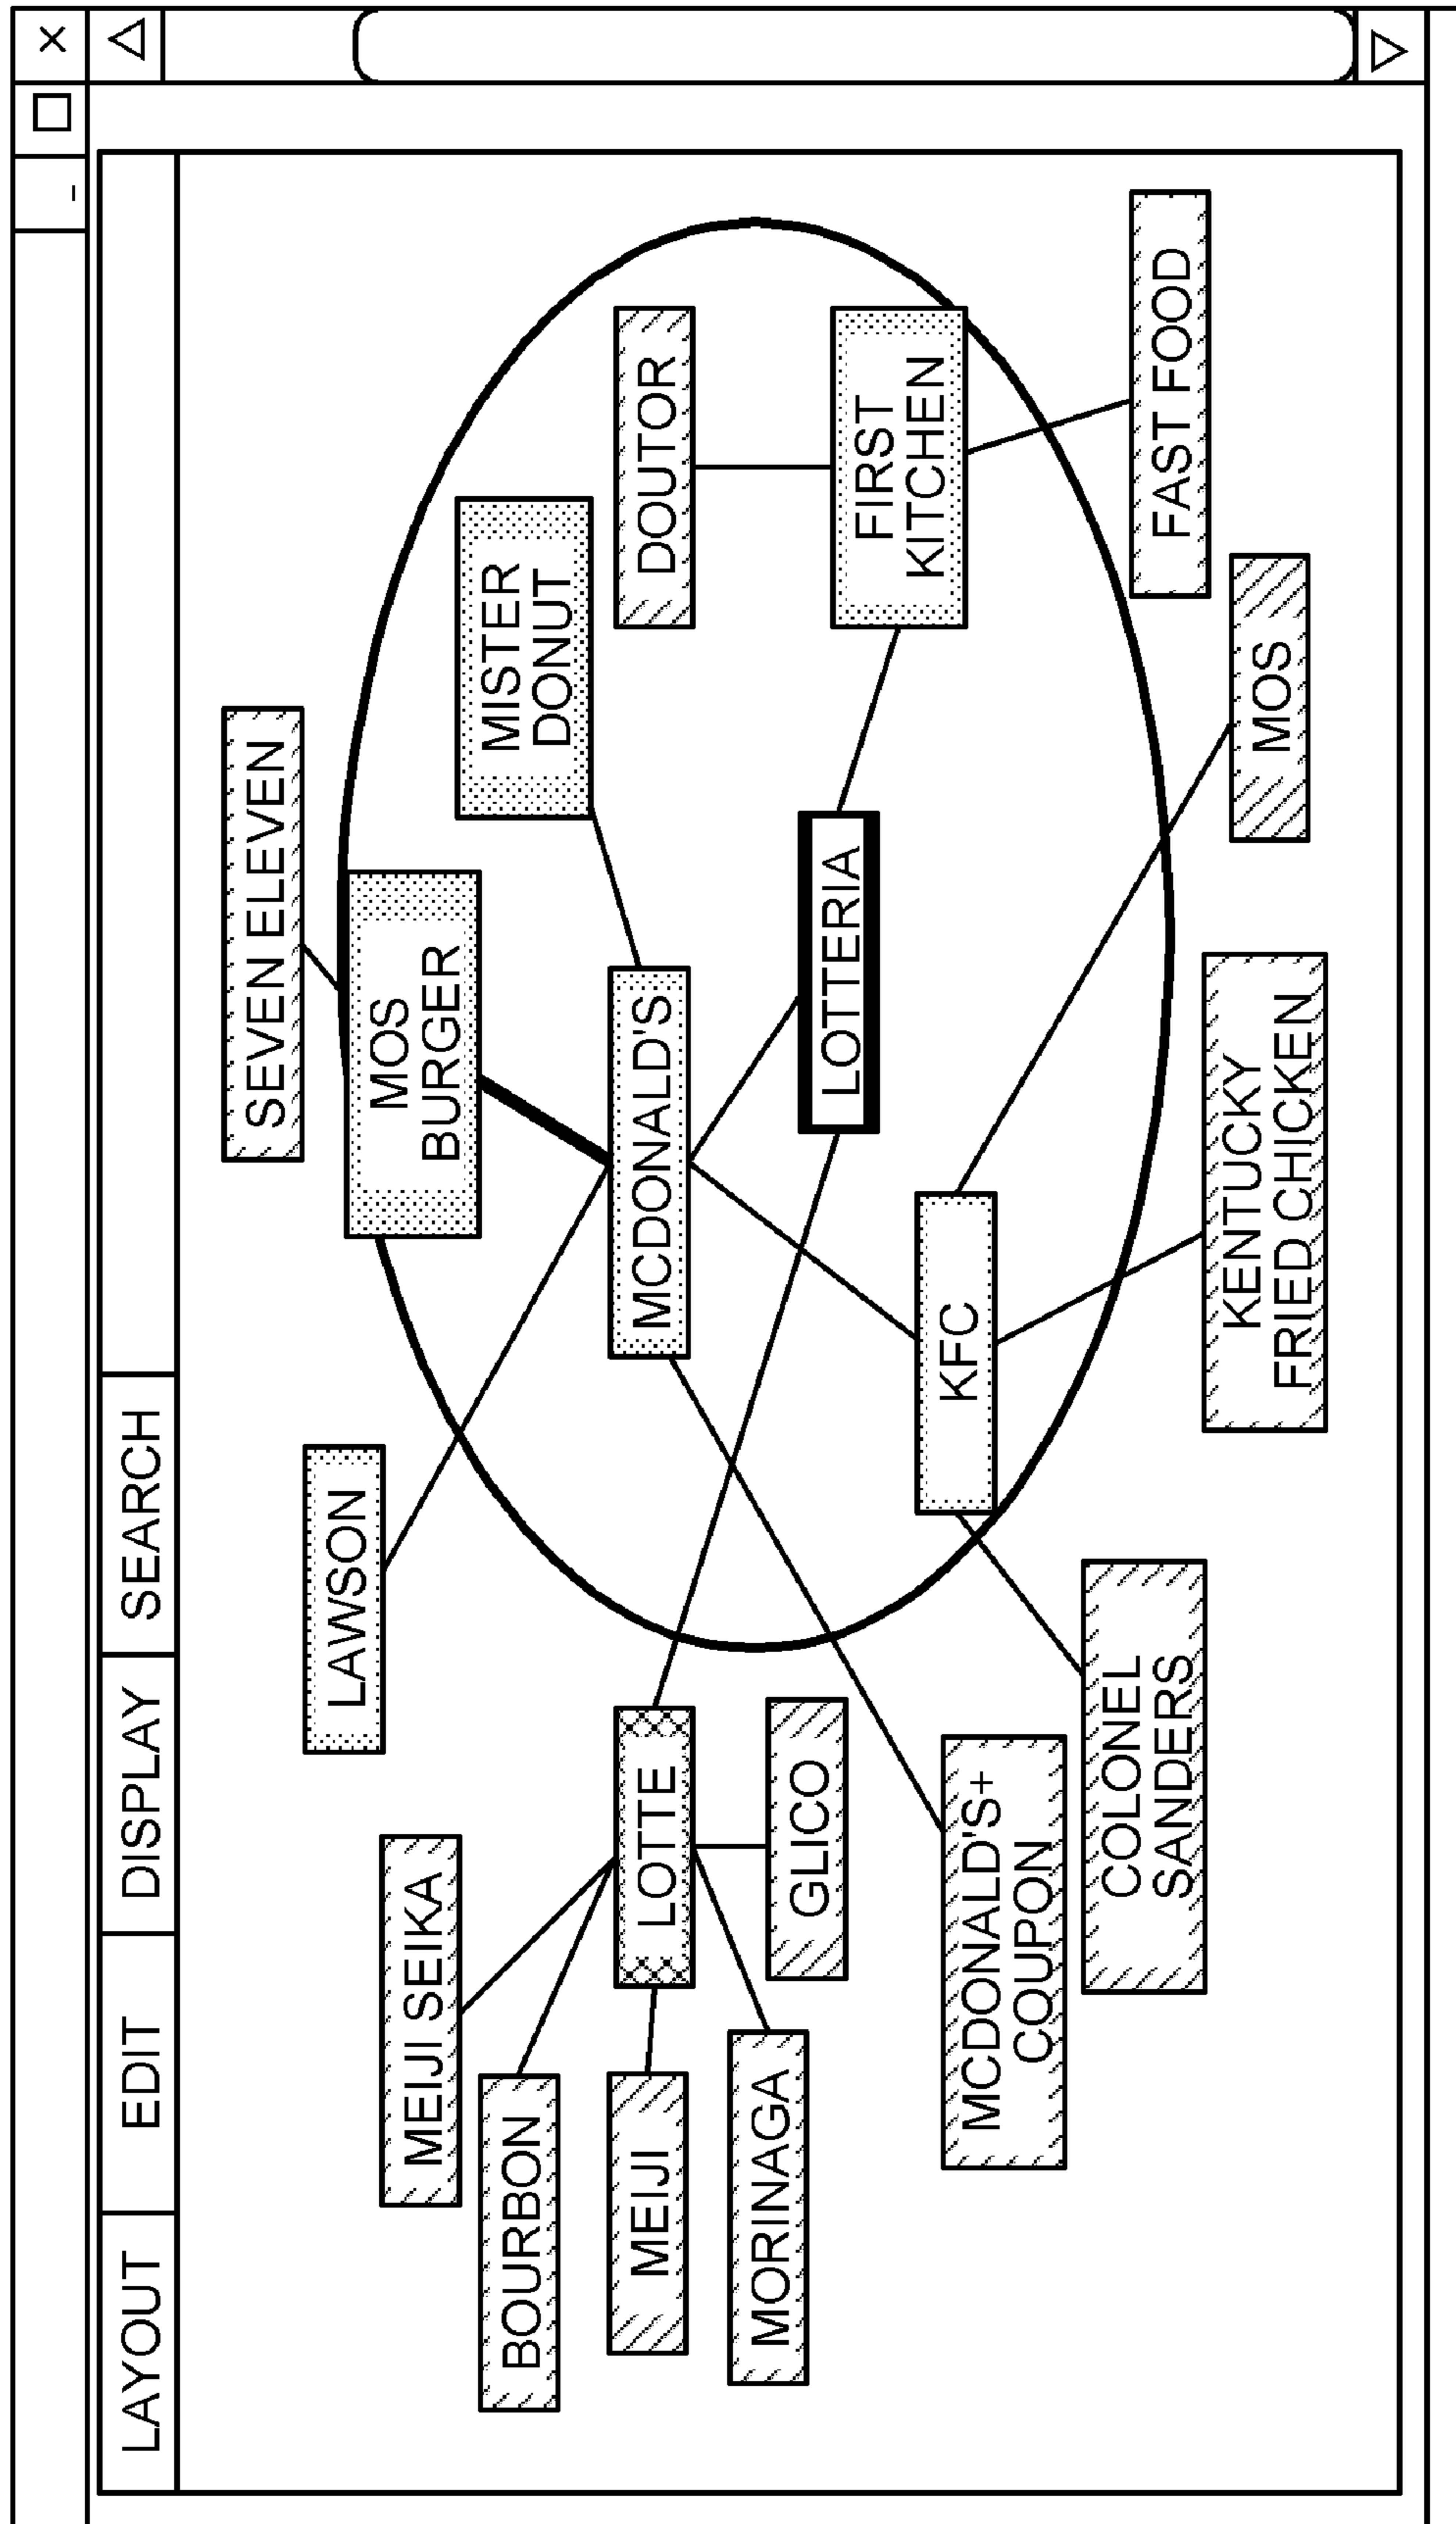 ×
-
LAYOUT
EDIT
DISPLAY
SEARCH
SEVEN ELEVEN
LAWSON
MOS
BURGER
MEIJI SEIKA
MISTER
DONUT
BOURBON
MEIJI
LOTTE
MCDONALD'S
DOUTOR
MORINAGA
GLICO
LOTTERIA
FIRST
KITCHEN
KFC
MCDONALD'S+
COUPON
COLONEL
SANDERS
FAST FOOD
KENTUCKY
FRIED CHICKEN
MOS